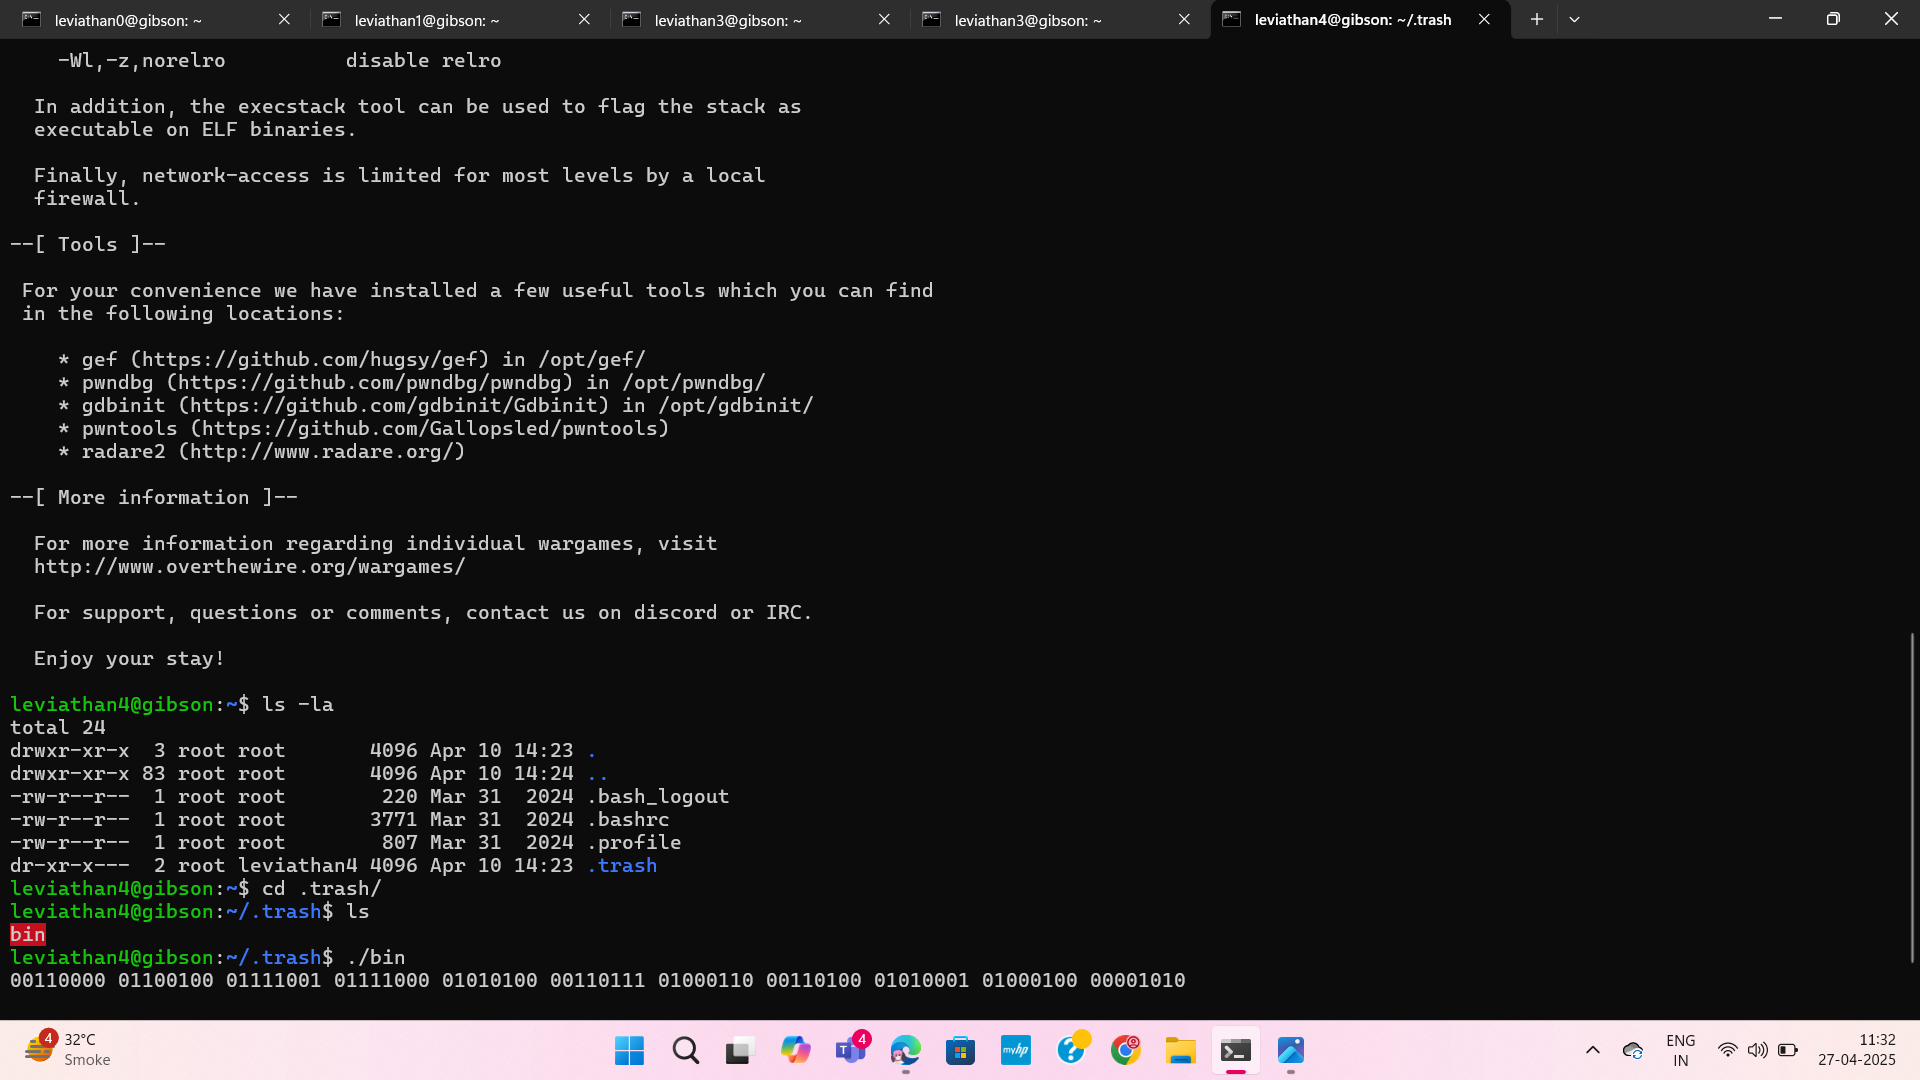 leviathan0@gibson: ~
leviathan1@gibson: ~
leviathan3@gibson: ~
leviathan3@gibson: ~
leviathan4@gibson: ~/.trash
    -Wl,-z,norelro          disable relro
  In addition, the execstack tool can be used to flag the stack as
  executable on ELF binaries.
  Finally, network-access is limited for most levels by a local
  firewall.
--[ Tools ]--
 For your convenience we have installed a few useful tools which you can find
 in the following locations:
    * gef (https://github.com/hugsy/gef) in /opt/gef/
    * pwndbg (https://github.com/pwndbg/pwndbg) in /opt/pwndbg/
    * gdbinit (https://github.com/gdbinit/Gdbinit) in /opt/gdbinit/
    * pwntools (https://github.com/Gallopsled/pwntools)
    * radare2 (http://www.radare.org/)
--[ More information ]--
  For more information regarding individual wargames, visit
  http://www.overthewire.org/wargames/
  For support, questions or comments, contact us on discord or IRC.
  Enjoy your stay!
leviathan4@gibson:~$ ls -la
total 24
drwxr-xr-x  3 root root       4096 Apr 10 14:23 .
drwxr-xr-x 83 root root       4096 Apr 10 14:24 ..
-rw-r--r--  1 root root        220 Mar 31  2024 .bash_logout
-rw-r--r--  1 root root       3771 Mar 31  2024 .bashrc
-rw-r--r--  1 root root        807 Mar 31  2024 .profile
dr-xr-x---  2 root leviathan4 4096 Apr 10 14:23 .trash
leviathan4@gibson:~$ cd .trash/
leviathan4@gibson:~/.trash$ ls
bin
leviathan4@gibson:~/.trash$ ./bin
00110000 01100100 01111001 01111000 01010100 00110111 01000110 00110100 01010001 01000100 00001010
4
32°C
Smoke
4
myhp
ENG
IN
11:32
27-04-2025